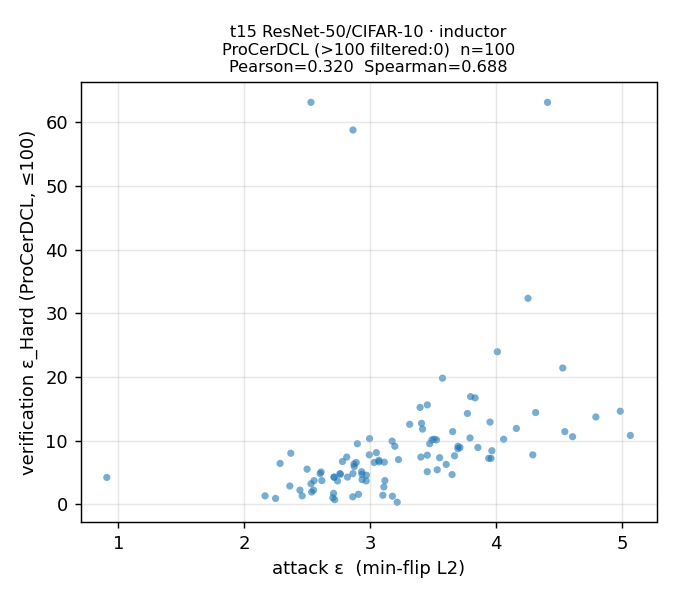 t15 ResNet-50/CIFAR-10 · inductor
ProCerDCL (>100 filtered:0)  n=100
Pearson=0.320  Spearman=0.688
verification ε_Hard (ProCerDCL, ≤100)
60
50
40
30
20
10
0
1
2
3
4
5
attack ε  (min-flip L2)